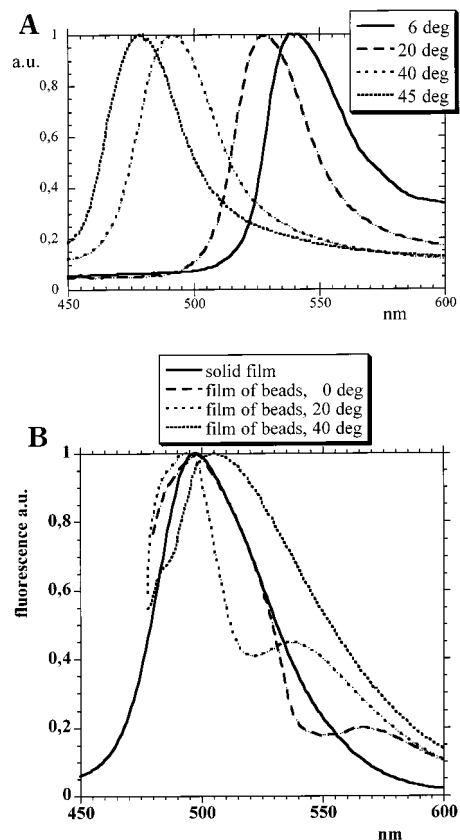 A
6 deg
20 deg
40 deg
45 deg
a.u.
1
0,8
0,6
0,4
0,2
0
450 500 550 600
nm
solid film
film of beads, 0 deg
film of beads, 20 deg
film of beads, 40 deg
B
fluorescence a.u.
1
0,8
0,6
0,4
0,2
0
450 500 550 600
nm